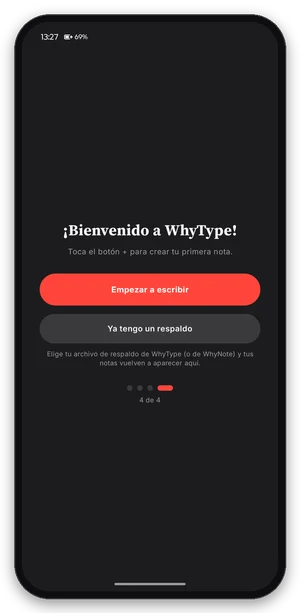 13:27 69%
¡Bienvenido a WhyType!
Toca el botón + para crear tu primera nota.
Empezar a escribir
Ya tengo un respaldo
Elige tu archivo de respaldo de WhyType (o de WhyNote) y tus
notas vuelven a aparecer aquí.
4 de 4